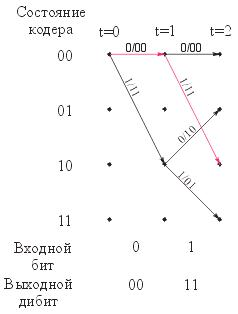 Состояние
кодера
t=0 t=1 t=2
0/00 0/00
00
1/11 1/11
01
0/10
10
1/01
11
Входной
бит 0 1
Выходной
дибит 00 11